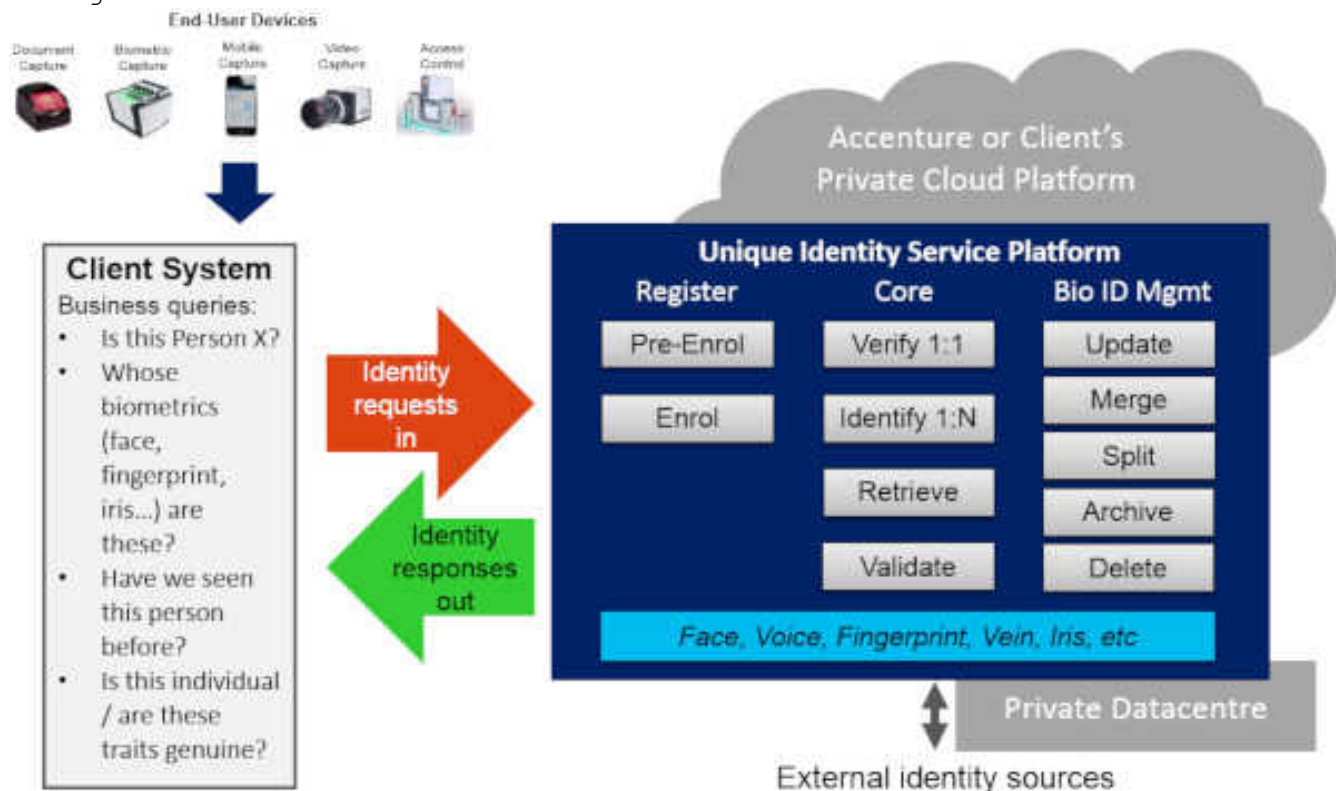 End-User Devices
Document
Capture
Biometric
Capture
Mobile
Capture
Video
Capture
Access
Control
Accenture or Client's
Private Cloud Platform
Client System
Business queries:
• Is this Person X?
• Whose
biometrics
(face,
fingerprint,
iris...) are
these?
• Have we seen
this person
before?
• Is this individual
/ are these
traits genuine?
Identity
requests
in
Identity
responses
out
Unique Identity Service Platform
Register
Core
Bio ID Mgmt
Pre-Enrol
Verify 1:1
Update
Enrol
Identify 1:N
Merge
Retrieve
Split
Validate
Archive
Delete
Face, Voice, Fingerprint, Vein, Iris, etc
Private Datacentre
External identity sources